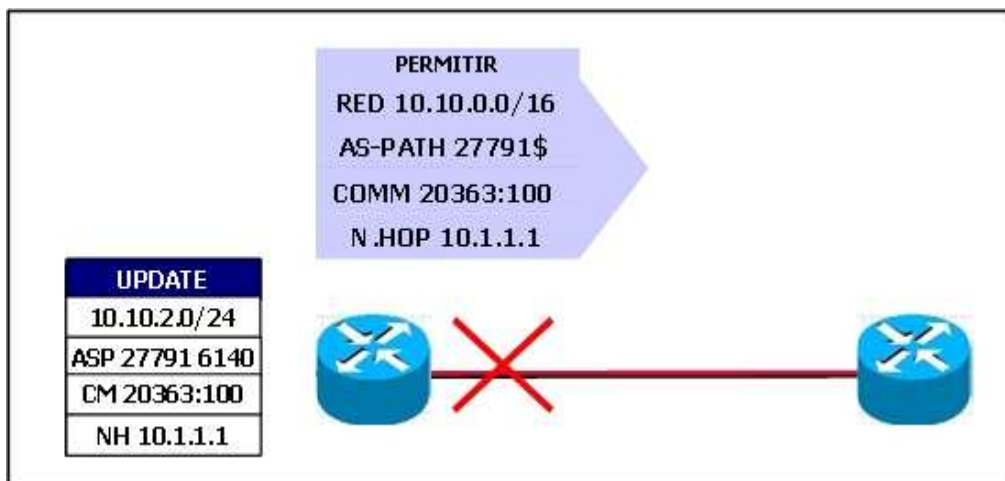 PERMITIR
RED 10.10.0.0/16
AS-PATH 27791$
COMM 20363:100
N .HOP 10.1.1.1
UPDATE
10.10.2.0/24
ASP 27791 6140
CM 20363:100
NH 10.1.1.1